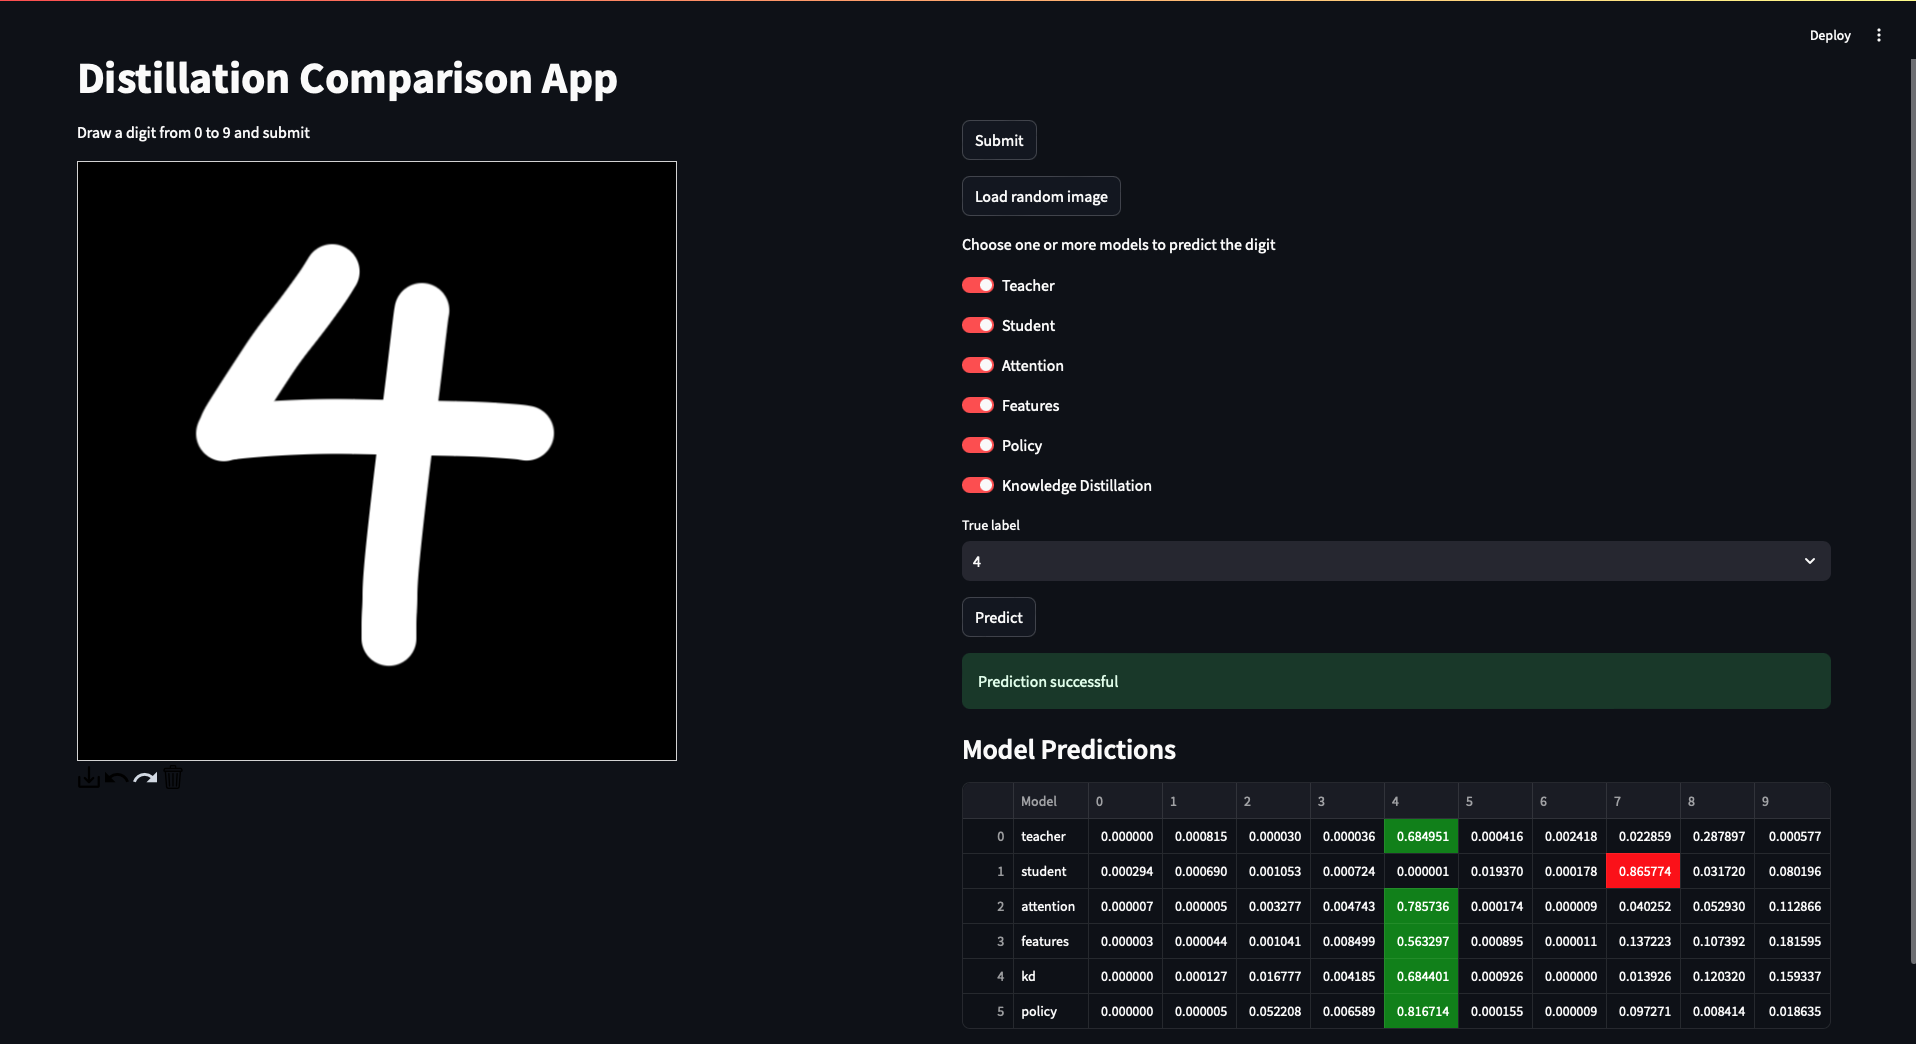 Deploy
Distillation Comparison App
Draw a digit from 0 to 9 and submit
4
Submit
Load random image
Choose one or more models to predict the digit
Teacher
Student
Attention
Features
Policy
Knowledge Distillation
True label
4
Predict
Prediction successful
Model Predictions
Model 0 1 2 3 4 5 6 7 8 9
0 teacher 0.000000 0.000815 0.000030 0.000036 0.684951 0.000416 0.002418 0.022859 0.287897 0.000577
1 student 0.000294 0.000690 0.001053 0.000724 0.000001 0.019370 0.000178 0.865774 0.031720 0.080196
2 attention 0.000007 0.000005 0.003277 0.004743 0.785736 0.000174 0.000009 0.040252 0.052930 0.112866
3 features 0.000003 0.000044 0.001041 0.008499 0.563297 0.000895 0.000011 0.137223 0.107392 0.181595
4 kd 0.000000 0.000127 0.016777 0.004185 0.684401 0.000926 0.000000 0.013926 0.120320 0.159337
5 policy 0.000000 0.000005 0.052208 0.006589 0.816714 0.000155 0.000009 0.097271 0.008414 0.018635